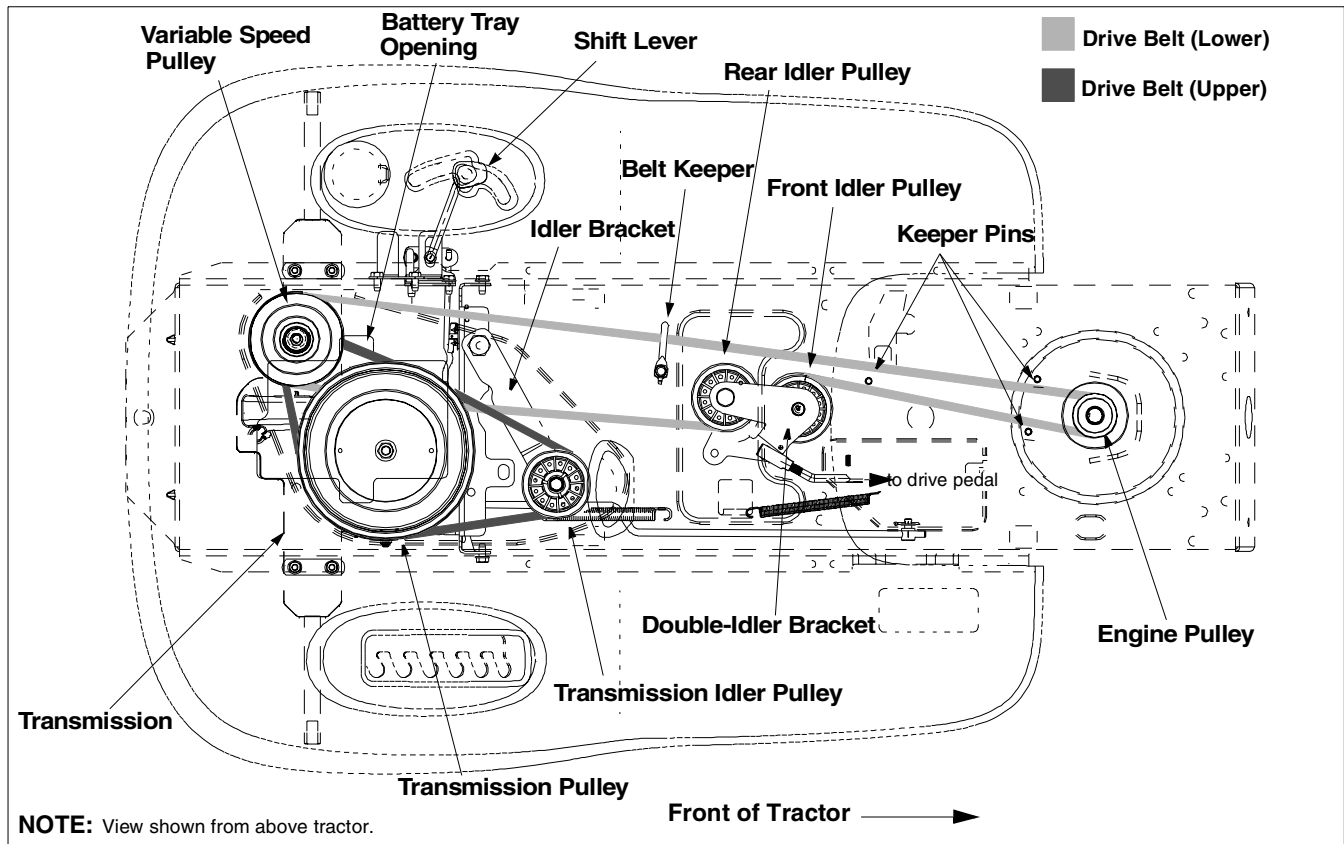 Variable Speed
Pulley
Battery Tray
Opening
Shift Lever
Rear Idler Pulley
Drive Belt (Lower)
Drive Belt (Upper)
Belt Keeper
Front Idler Pulley
Idler Bracket
Keeper Pins
to drive pedal
Double-Idler Bracket
Engine Pulley
Transmission Idler Pulley
Transmission
Transmission Pulley
Front of Tractor
NOTE: View shown from above tractor.